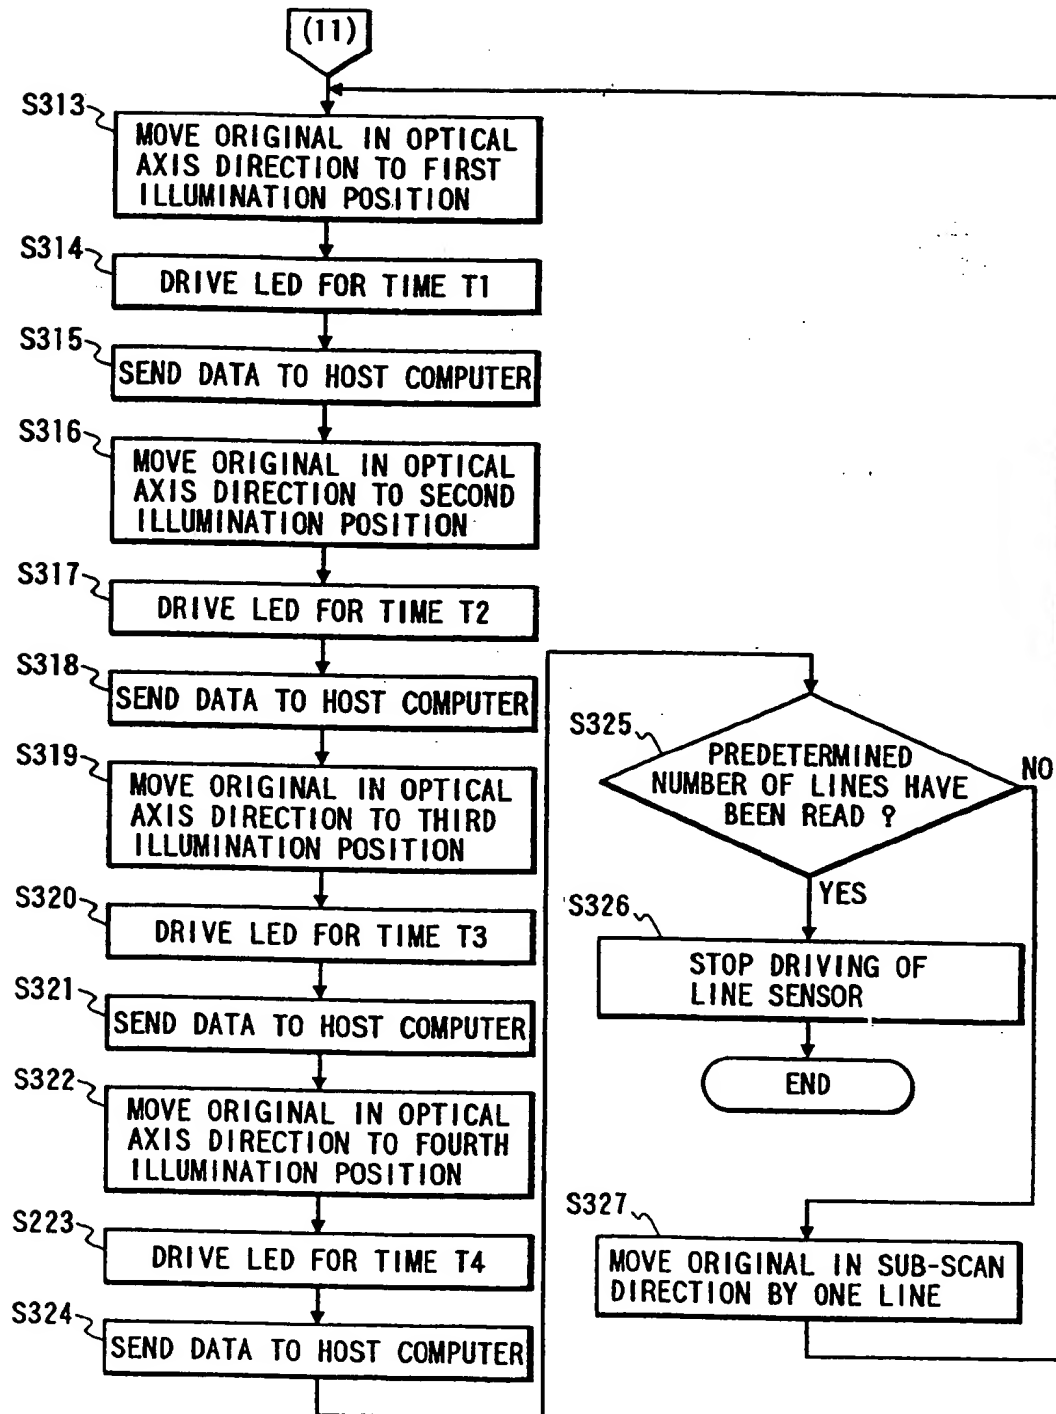 (11)
S313
MOVE ORIGINAL IN OPTICAL
AXIS DIRECTION TO FIRST
ILLUMINATION POSITION
S314
DRIVE LED FOR TIME T1
S315
SEND DATA TO HOST COMPUTER
S316
MOVE ORIGINAL IN OPTICAL
AXIS DIRECTION TO SECOND
ILLUMINATION POSITION
S317
DRIVE LED FOR TIME T2
S318
SEND DATA TO HOST COMPUTER
S319
MOVE ORIGINAL IN OPTICAL
AXIS DIRECTION TO THIRD
ILLUMINATION POSITION
S320
DRIVE LED FOR TIME T3
S321
SEND DATA TO HOST COMPUTER
S322
MOVE ORIGINAL IN OPTICAL
AXIS DIRECTION TO FOURTH
ILLUMINATION POSITION
S223
DRIVE LED FOR TIME T4
S324
SEND DATA TO HOST COMPUTER
S325
PREDETERMINED
NUMBER OF LINES HAVE
BEEN READ ?
NO
YES
S326
STOP DRIVING OF
LINE SENSOR
END
S327
MOVE ORIGINAL IN SUB-SCAN
DIRECTION BY ONE LINE